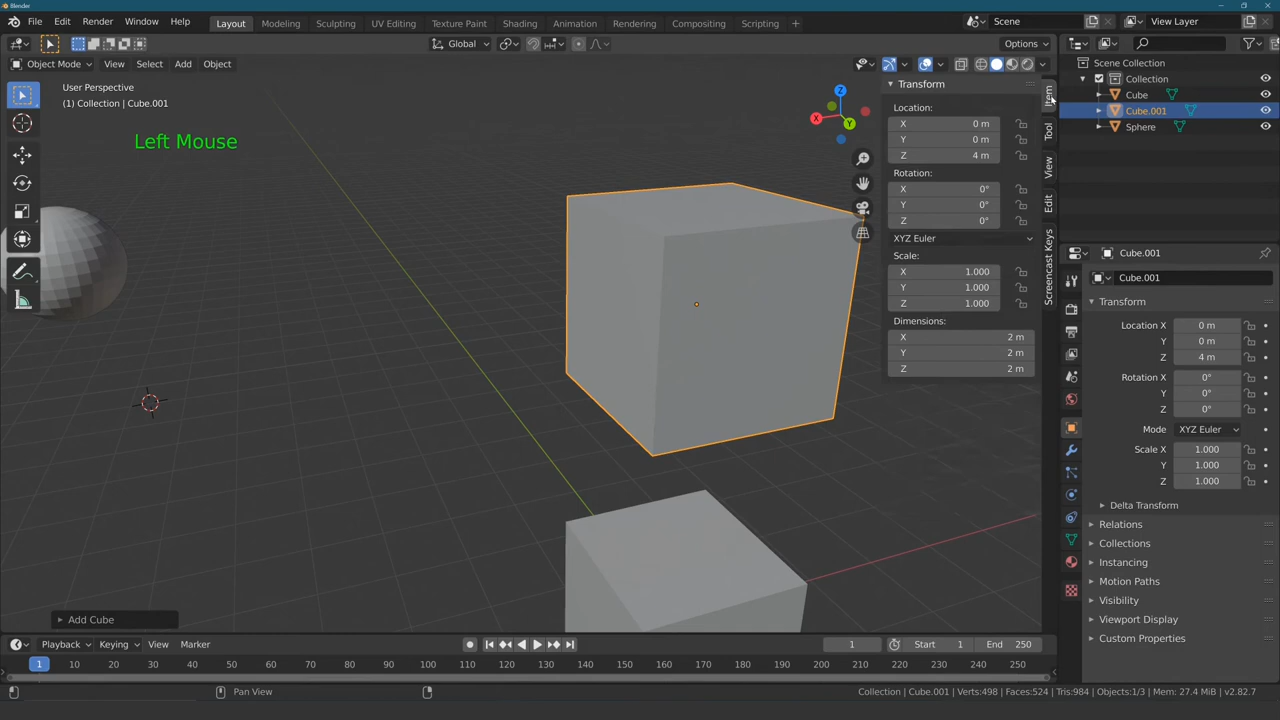 Blender
File Edit Render Window Help Layout Modeling Sculpting UV Editing Texture Paint Shading Animation Rendering Compositing Scripting + Scene View Layer
Global Options
Object Mode View Select Add Object
User Perspective
(1) Collection | Cube.001
Left Mouse
Z
X
Y
Transform
Location:
X 0 m
Y 0 m
Z 4 m
Rotation:
X 0°
Y 0°
Z 0°
XYZ Euler
Scale:
X 1.000
Y 1.000
Z 1.000
Dimensions:
X 2 m
Y 2 m
Z 2 m
Item
Tool
View
Edit
Screencast Keys
Scene Collection
Collection
Cube
Cube.001
Sphere
Cube.001
Cube.001
Transform
Location X 0 m
Y 0 m
Z 4 m
Rotation X 0°
Y 0°
Z 0°
Mode XYZ Euler
Scale X 1.000
Y 1.000
Z 1.000
Delta Transform
Relations
Collections
Instancing
Motion Paths
Visibility
Viewport Display
Custom Properties
Add Cube
Playback Keying View Marker 1 Start 1 End 250
1 10 20 30 40 50 60 70 80 90 100 110 120 130 140 150 160 170 180 190 200 210 220 230 240 250
Pan View Collection | Cube.001 | Verts:498 | Faces:524 | Tris:984 | Objects:1/3 | Mem: 27.4 MiB | v2.82.7